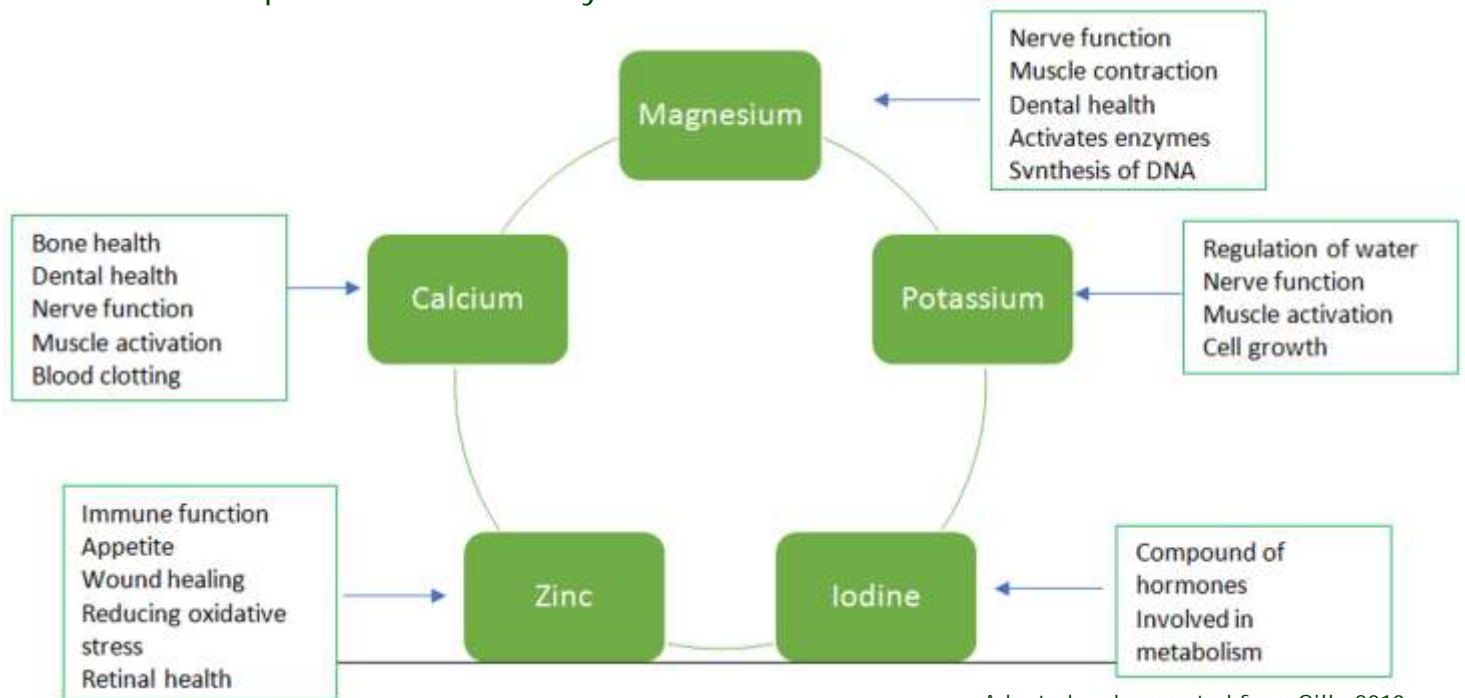 Magnesium
Nerve function
Muscle contraction
Dental health
Activates enzymes
Synthesis of DNA
Calcium
Bone health
Dental health
Nerve function
Muscle activation
Blood clotting
Potassium
Regulation of water
Nerve function
Muscle activation
Cell growth
Zinc
Immune function
Appetite
Wound healing
Reducing oxidative
stress
Retinal health
Iodine
Compound of
hormones
Involved in
metabolism